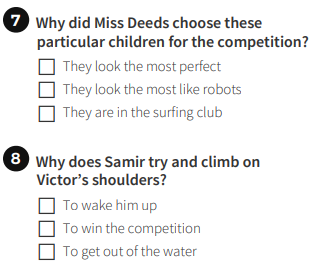 7 Why did Miss Deeds choose these
particular children for the competition?
They look the most perfect
They look the most like robots
They are in the surfing club
8 Why does Samir try and climb on
Victor’s shoulders?
To wake him up
To win the competition
To get out of the water